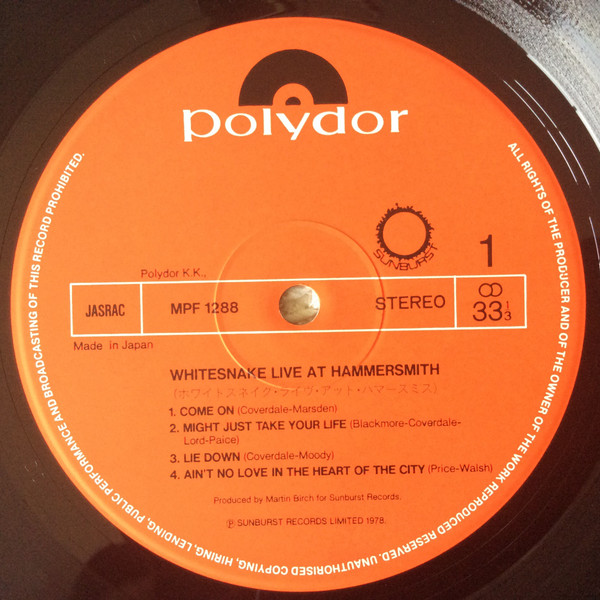 polydor
SUNBURST
1
Polydor K.K.,
JASRAC
MPF 1288
STEREO
33 1/3
Made in Japan
WHITESNAKE LIVE AT HAMMERSMITH
(ホワイトスネイク・ライヴ・アット・ハマースミス)
1. COME ON (Coverdale-Marsden)
2. MIGHT JUST TAKE YOUR LIFE (Blackmore-Coverdale-
Lord-Paice)
3. LIE DOWN (Coverdale-Moody)
4. AIN'T NO LOVE IN THE HEART OF THE CITY (Price-Walsh)
Produced by Martin Birch for Sunburst Records.
Ⓟ SUNBURST RECORDS LIMITED 1978.
ALL RIGHTS OF THE PRODUCER AND OF THE OWNER OF THE WORK REPRODUCED RESERVED. UNAUTHORISED COPYING, HIRING, LENDING, PUBLIC PERFORMANCE AND BROADCASTING OF THIS RECORD PROHIBITED.